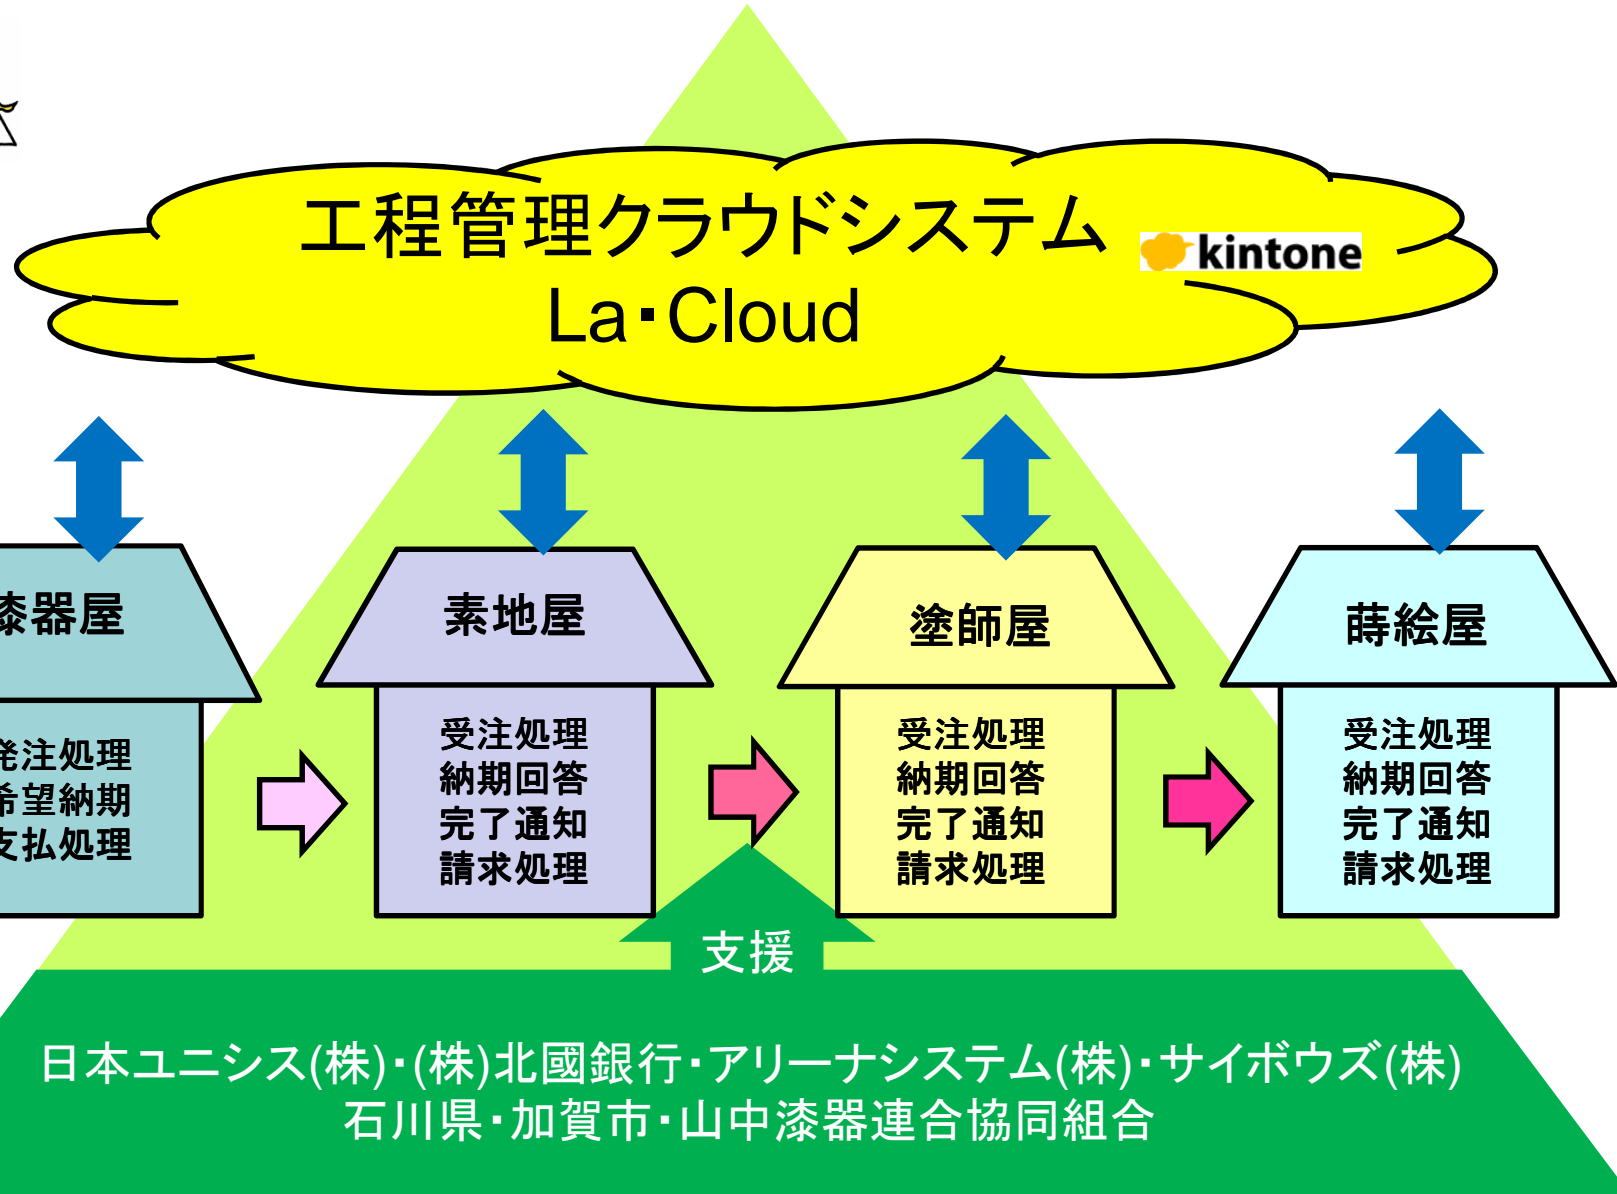 工程管理クラウドシステム
kintone
La・Cloud
漆器屋
発注処理
希望納期
支払処理
素地屋
受注処理
納期回答
完了通知
請求処理
塗師屋
受注処理
納期回答
完了通知
請求処理
蒔絵屋
受注処理
納期回答
完了通知
請求処理
支援
日本ユニシス(株)・(株)北國銀行・アリーナシステム(株)・サイボウズ(株)
石川県・加賀市・山中漆器連合協同組合